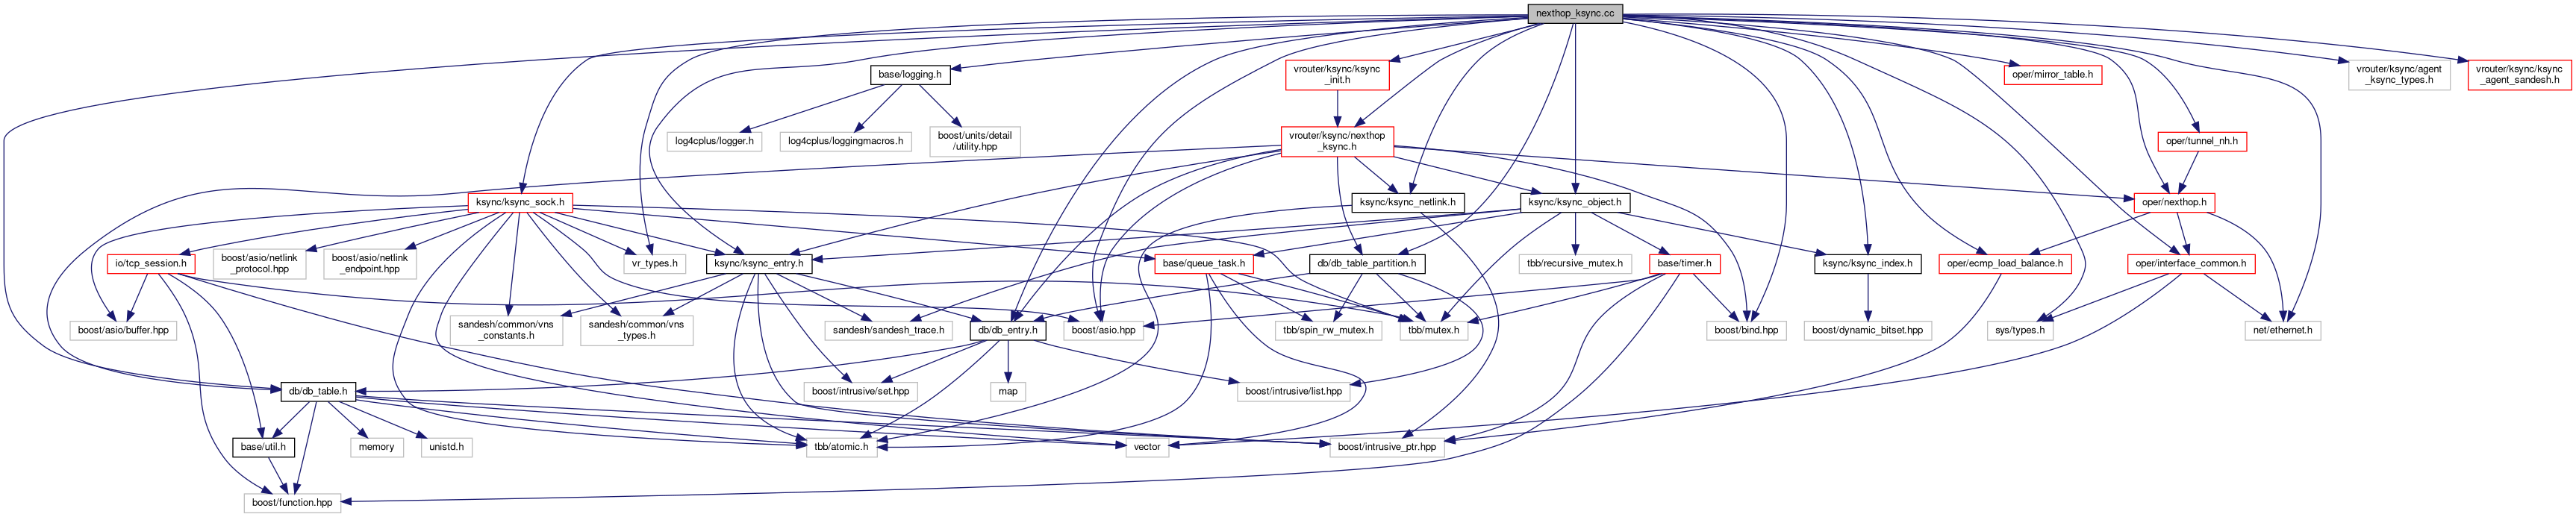 nexthop_ksync.cc
base/logging.h
vrouter/ksync/ksync
_init.h
oper/mirror_table.h
vrouter/ksync/agent
_ksync_types.h
vrouter/ksync/ksync
_agent_sandesh.h
log4cplus/logger.h
log4cplus/loggingmacros.h
boost/units/detail
/utility.hpp
vrouter/ksync/nexthop
_ksync.h
oper/tunnel_nh.h
ksync/ksync_sock.h
ksync/ksync_netlink.h
ksync/ksync_object.h
oper/nexthop.h
io/tcp_session.h
boost/asio/netlink
_protocol.hpp
boost/asio/netlink
_endpoint.hpp
vr_types.h
ksync/ksync_entry.h
base/queue_task.h
db/db_table_partition.h
tbb/recursive_mutex.h
base/timer.h
ksync/ksync_index.h
oper/ecmp_load_balance.h
oper/interface_common.h
boost/asio/buffer.hpp
sandesh/common/vns
_constants.h
sandesh/common/vns
_types.h
sandesh/sandesh_trace.h
db/db_entry.h
boost/asio.hpp
tbb/spin_rw_mutex.h
tbb/mutex.h
boost/bind.hpp
boost/dynamic_bitset.hpp
sys/types.h
net/ethernet.h
db/db_table.h
boost/intrusive/set.hpp
map
boost/intrusive/list.hpp
base/util.h
memory
unistd.h
tbb/atomic.h
vector
boost/intrusive_ptr.hpp
boost/function.hpp